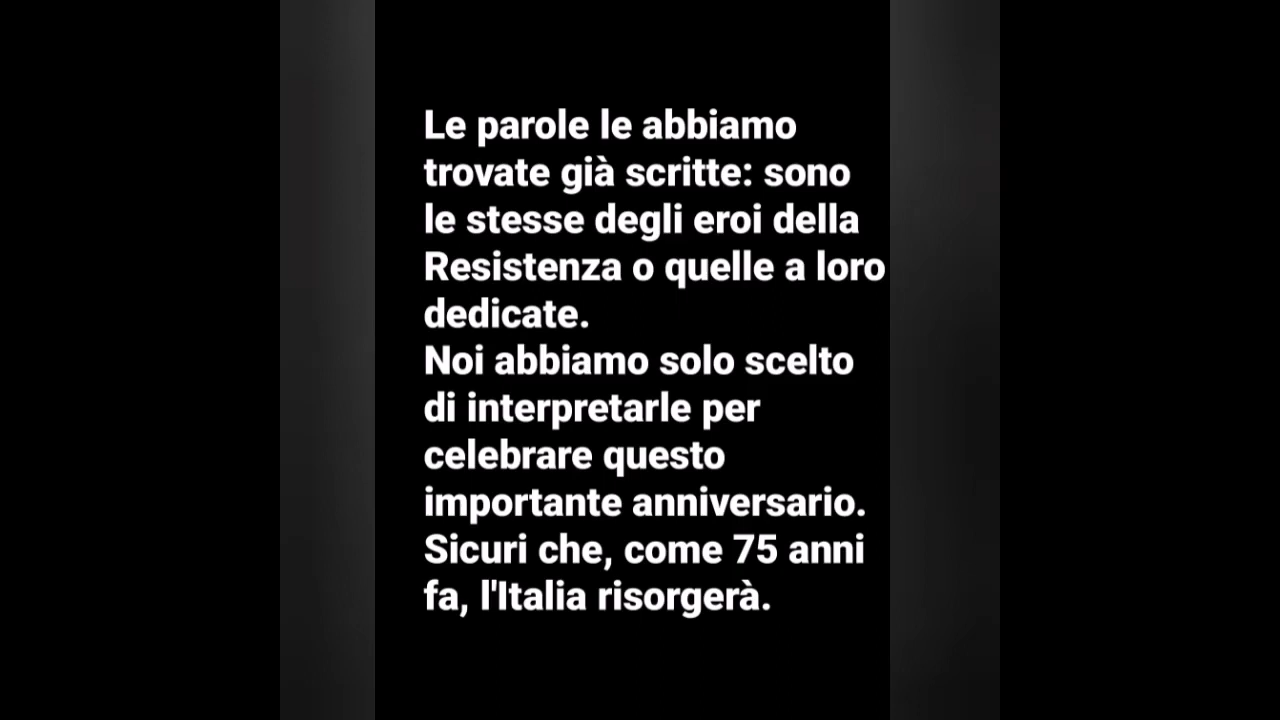 Le parole le abbiamo
trovate già scritte: sono
le stesse degli eroi della
Resistenza o quelle a loro
dedicate.
Noi abbiamo solo scelto
di interpretarle per
celebrare questo
importante anniversario.
Sicuri che, come 75 anni
fa, l'Italia risorgerà.